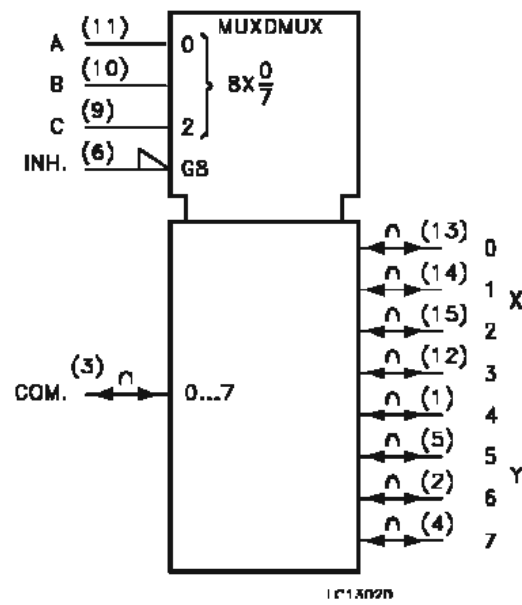 MUXDMUX
A (11) 0
B (10) 8X 0/7
C (9) 2
INH. (6) G8
∩ (13) 0
∩ (14) 1
X
∩ (15) 2
∩ (12) 3
COM. (3) ∩ 0...7
∩ (1) 4
∩ (5) 5
Y
∩ (2) 6
∩ (4) 7
LC13020